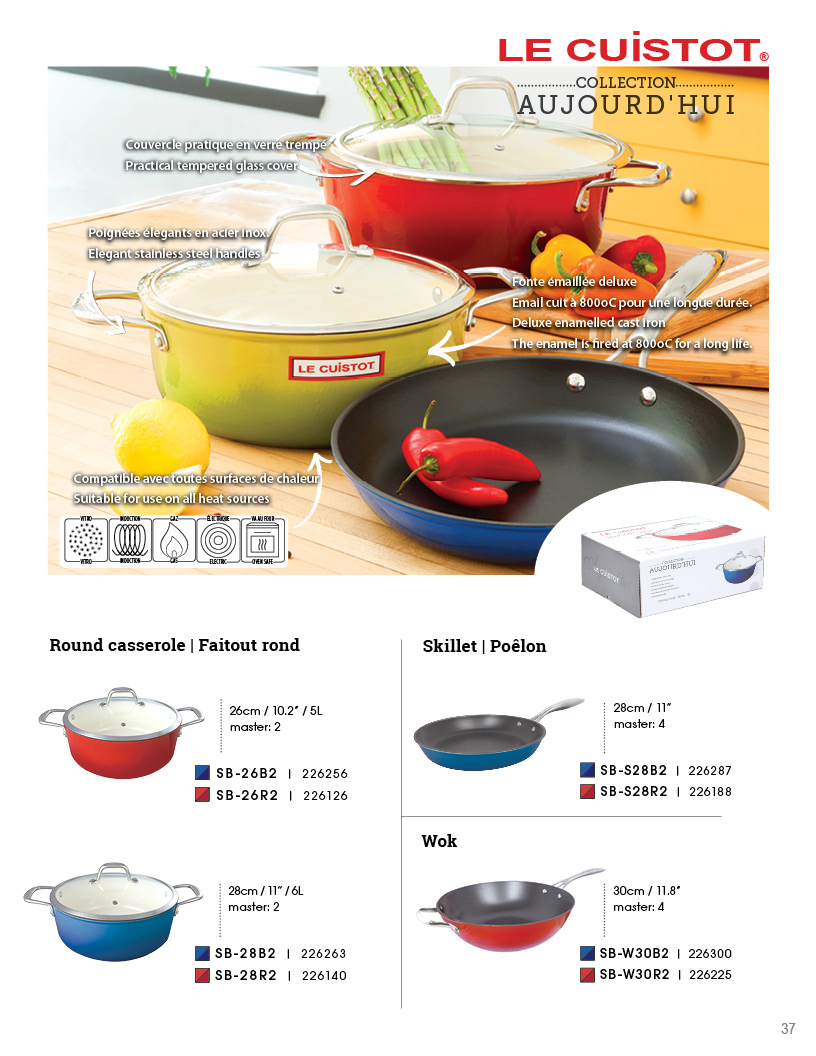 LE CUiSTOT®
COLLECTION
AUJOURD'HUI
Couvercle pratique en verre trempé
Practical tempered glass cover
Poignées élégants en acier inox.
Elegant stainless steel handles
Fonte émaillée deluxe
Email cuit à 800oC pour une longue durée.
Deluxe enamelled cast iron
The enamel is fired at 800oC for a long life.
LE CUiSTOT
Compatible avec toutes surfaces de chaleur
Suitable for use on all heat sources
VITRO INDUCTION GAZ ÉLECTRIQUE VA AU FOUR
VITRO INDUCTION GAS ELECTRIC OVEN SAFE
LE CUiSTOT
COLLECTION
AUJOURD'HUI
Round casserole | Faitout rond
26cm / 10.2” / 5L
master: 2
SB-26B2 | 226256
SB-26R2 | 226126
28cm / 11” / 6L
master: 2
SB-28B2 | 226263
SB-28R2 | 226140
Skillet | Poêlon
28cm / 11”
master: 4
SB-S28B2 | 226287
SB-S28R2 | 226188
Wok
30cm / 11.8”
master: 4
SB-W30B2 | 226300
SB-W30R2 | 226225
37